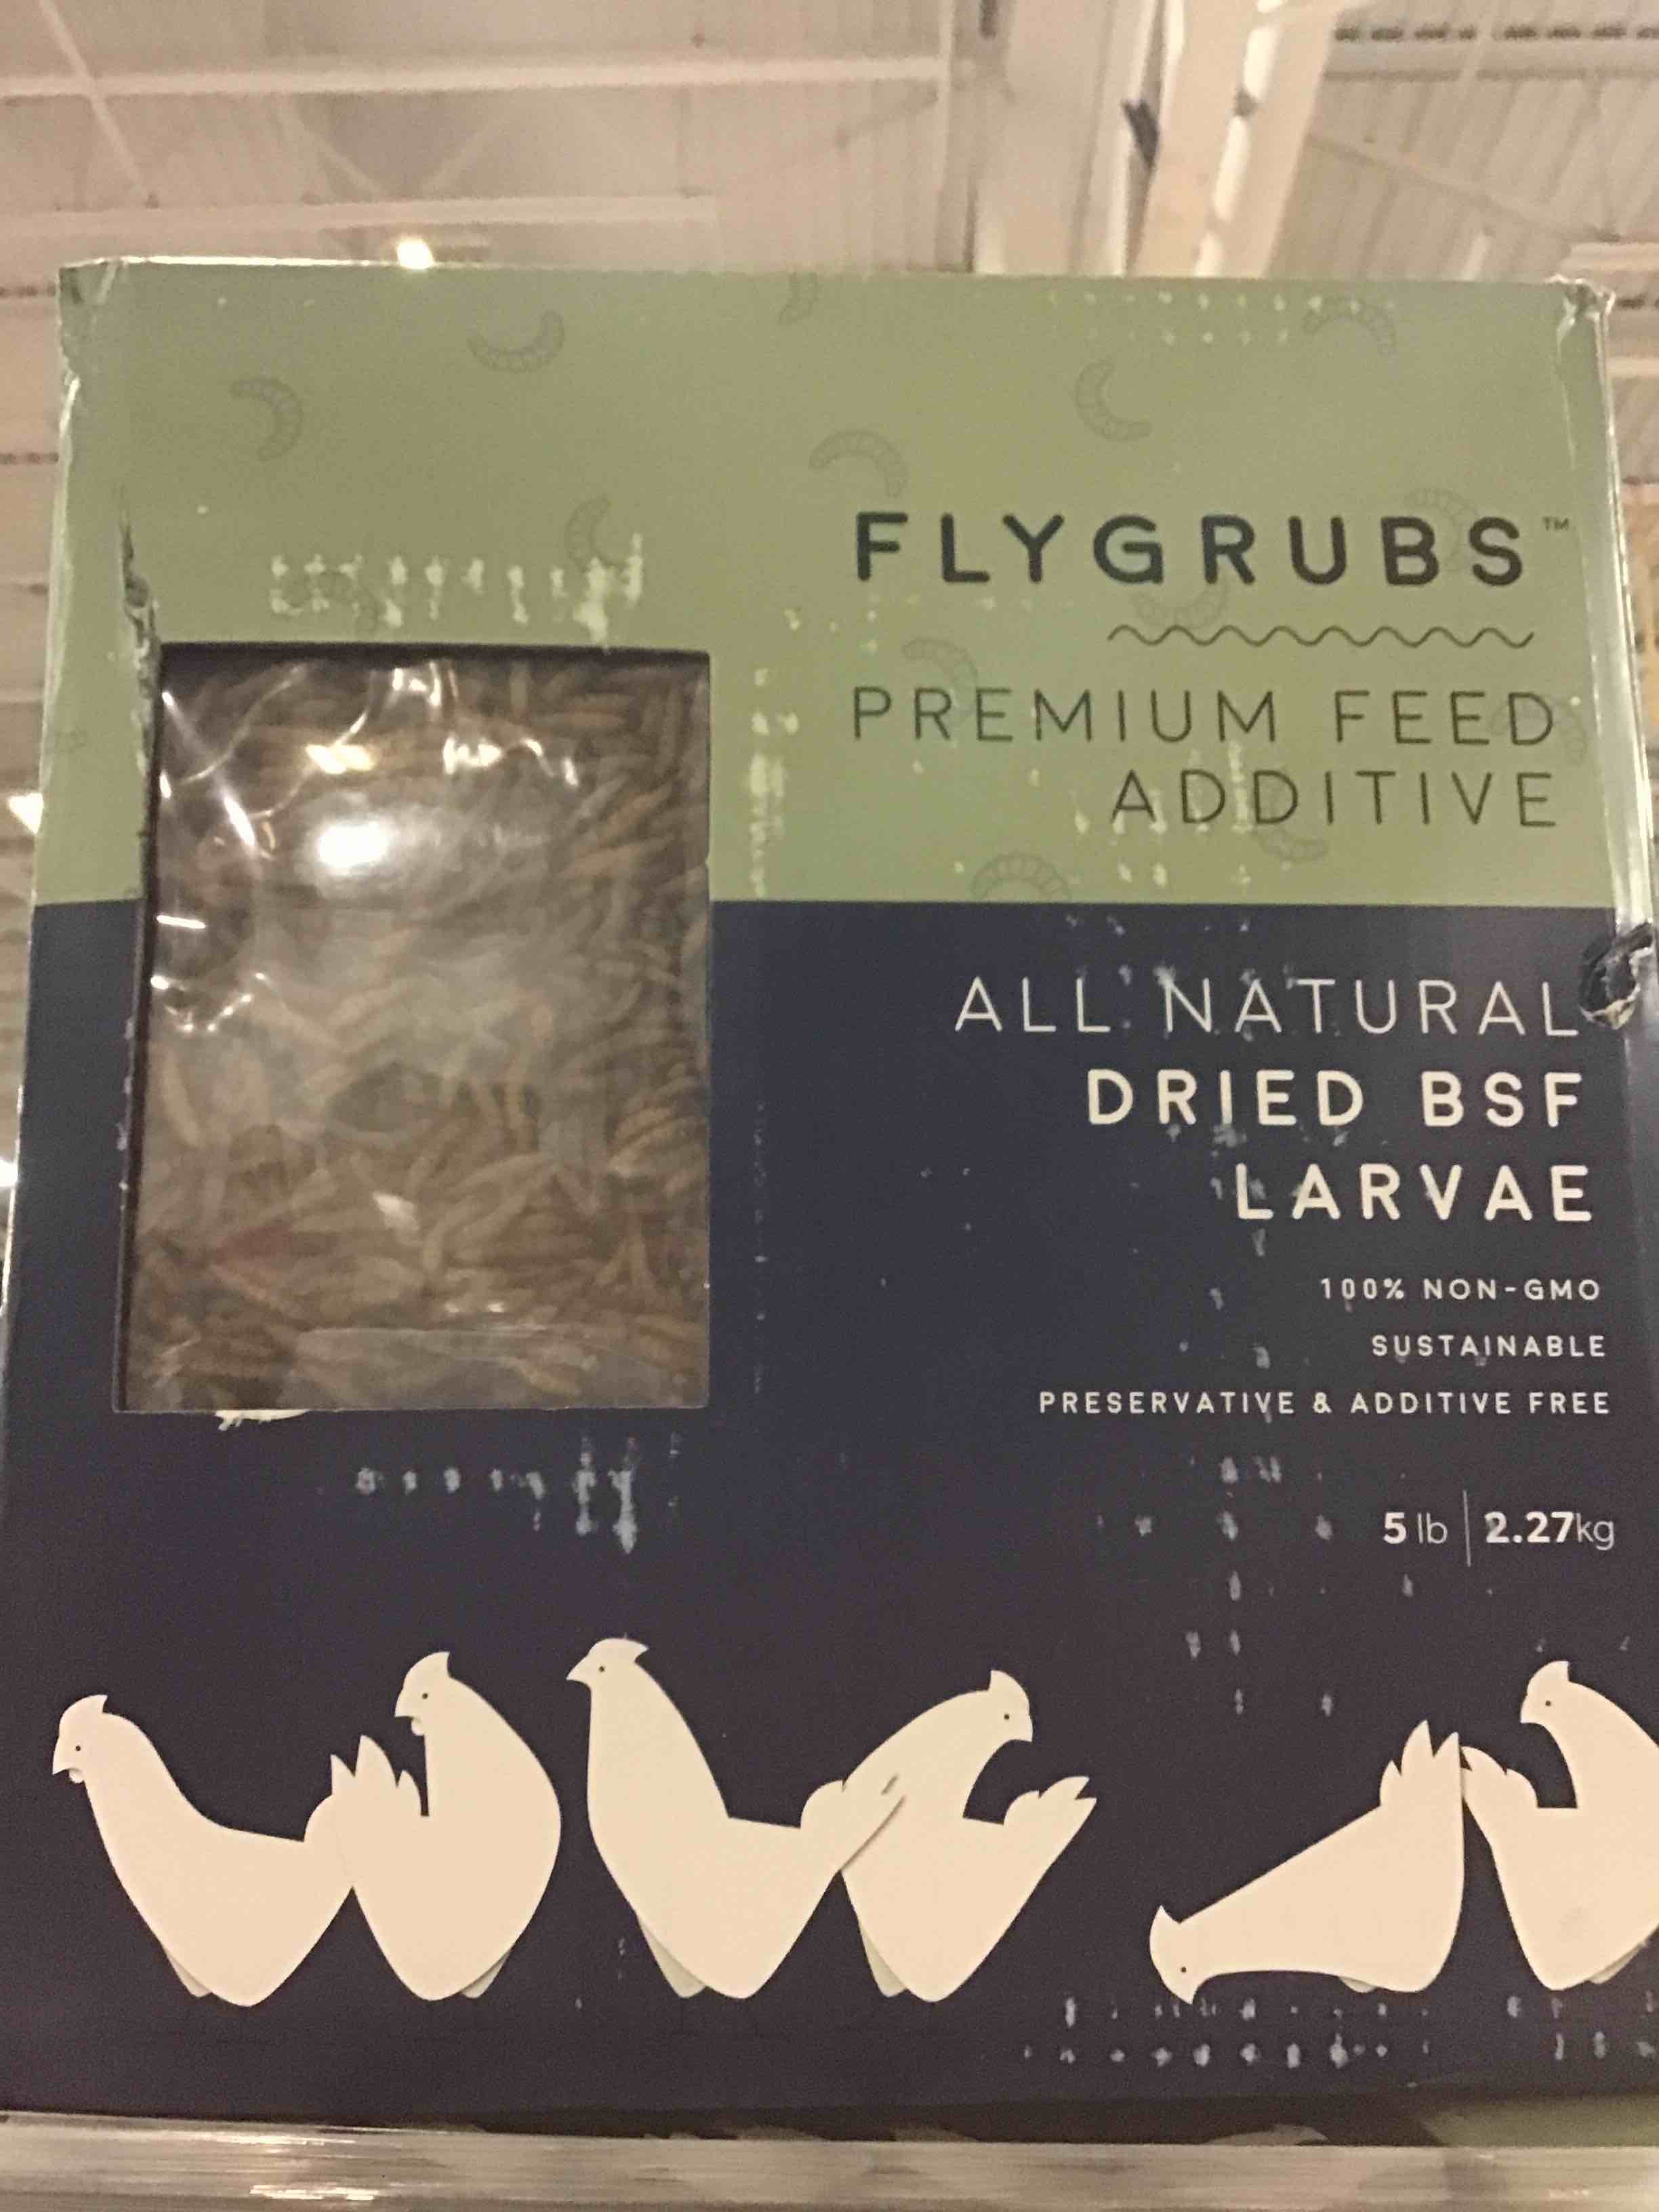 FLYGRUBS™
PREMIUM FEED
ADDITIVE
ALL NATURAL
DRIED BSF
LARVAE
100% NON-GMO
SUSTAINABLE
PRESERVATIVE & ADDITIVE FREE
5 lb | 2.27kg